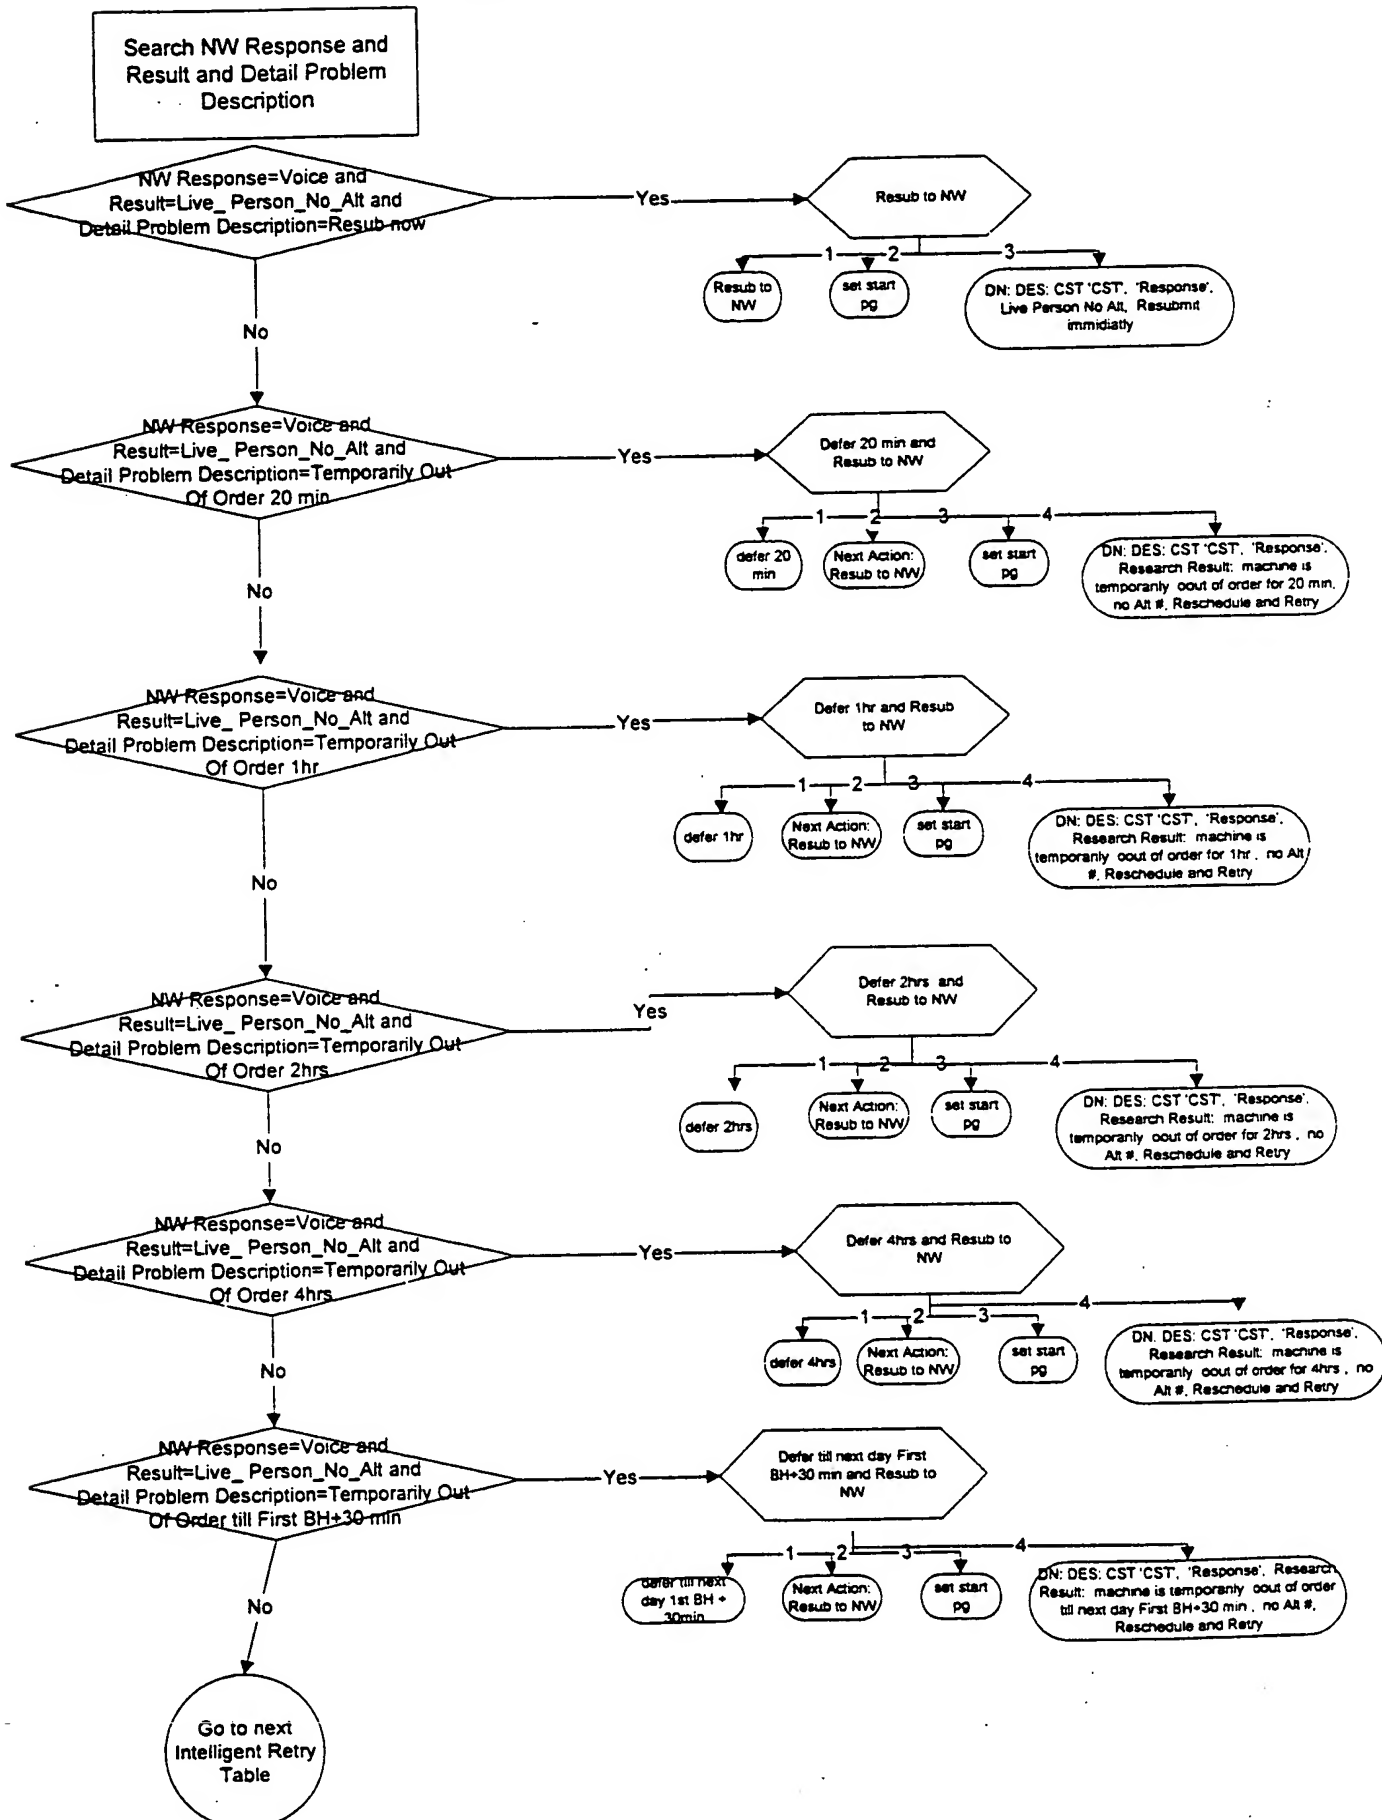 Search NW Response and
Result and Detail Problem
Description
NW Response=Voice and
Result=Live_ Person_No_Alt and
Detail Problem Description=Resub now
Yes
Resub to NW
1
2
3
Resub to
NW
set start
pg
DN: DES: CST 'CST', 'Response',
Live Person No Alt, Resubmit
immidiatly
No
NW Response=Voice and
Result=Live_ Person_No_Alt and
Detail Problem Description=Temporarily Out
Of Order 20 min
Yes
Defer 20 min and
Resub to NW
1
2
3
4
defer 20
min
Next Action:
Resub to NW
set start
pg
DN: DES: CST 'CST', 'Response',
Research Result: machine is
temporarily oout of order for 20 min,
no Alt #, Reschedule and Retry
No
NW Response=Voice and
Result=Live_ Person_No_Alt and
Detail Problem Description=Temporarily Out
Of Order 1hr
Yes
Defer 1hr and Resub
to NW
1
2
3
4
defer 1hr
Next Action:
Resub to NW
set start
pg
DN: DES: CST 'CST', 'Response',
Research Result: machine is
temporarily oout of order for 1hr , no Alt
#, Reschedule and Retry
No
NW Response=Voice and
Result=Live_ Person_No_Alt and
Detail Problem Description=Temporarily Out
Of Order 2hrs
Yes
Defer 2hrs and
Resub to NW
1
2
3
4
defer 2hrs
Next Action:
Resub to NW
set start
pg
DN: DES: CST 'CST', 'Response',
Research Result: machine is
temporarily oout of order for 2hrs , no
Alt #, Reschedule and Retry
No
NW Response=Voice and
Result=Live_ Person_No_Alt and
Detail Problem Description=Temporarily Out
Of Order 4hrs
Yes
Defer 4hrs and Resub to
NW
1
2
3
4
defer 4hrs
Next Action:
Resub to NW
set start
pg
DN: DES: CST 'CST', 'Response',
Research Result: machine is
temporarily oout of order for 4hrs , no
Alt #, Reschedule and Retry
No
NW Response=Voice and
Result=Live_ Person_No_Alt and
Detail Problem Description=Temporarily Out
Of Order till First BH+30 min
Yes
Defer till next day First
BH+30 min and Resub to
NW
1
2
3
4
defer till next
day 1st BH +
30min
Next Action:
Resub to NW
set start
pg
DN: DES: CST 'CST', 'Response', Research
Result: machine is temporarily oout of order
till next day First BH+30 min , no Alt #,
Reschedule and Retry
No
Go to next
Intelligent Retry
Table